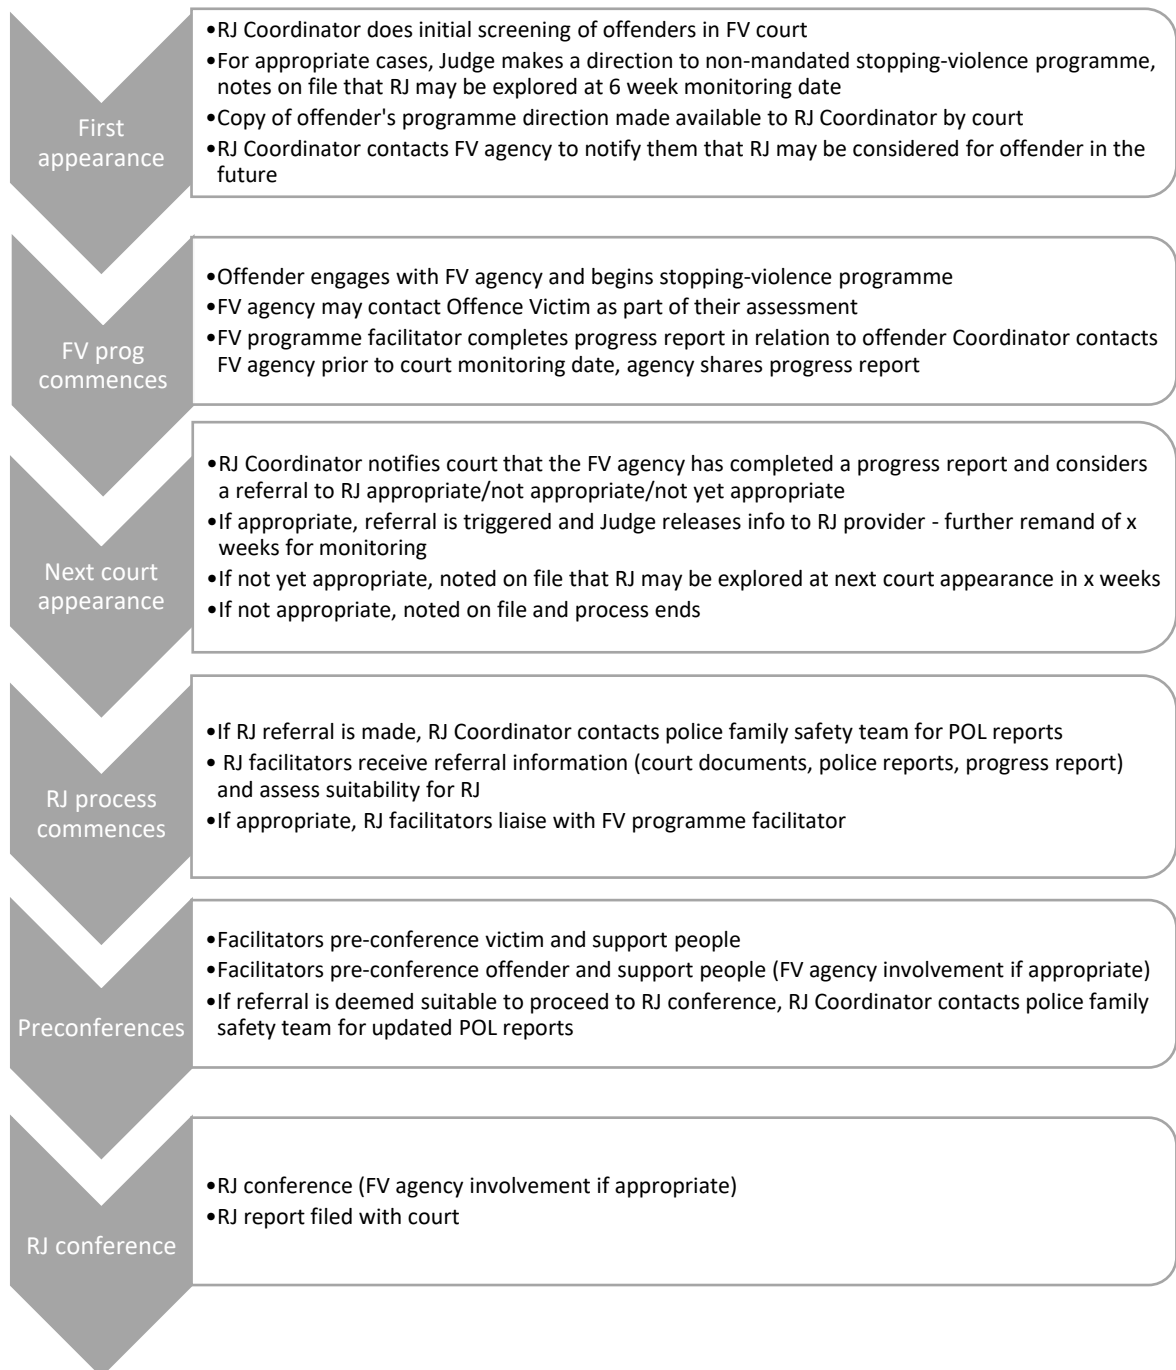 First
appearance
•RJ Coordinator does initial screening of offenders in FV court
•For appropriate cases, Judge makes a direction to non-mandated stopping-violence programme,
notes on file that RJ may be explored at 6 week monitoring date
•Copy of offender's programme direction made available to RJ Coordinator by court
•RJ Coordinator contacts FV agency to notify them that RJ may be considered for offender in the
future
FV prog
commences
•Offender engages with FV agency and begins stopping-violence programme
•FV agency may contact Offence Victim as part of their assessment
•FV programme facilitator completes progress report in relation to offender Coordinator contacts
FV agency prior to court monitoring date, agency shares progress report
Next court
appearance
•RJ Coordinator notifies court that the FV agency has completed a progress report and considers
a referral to RJ appropriate/not appropriate/not yet appropriate
•If appropriate, referral is triggered and Judge releases info to RJ provider - further remand of x
weeks for monitoring
•If not yet appropriate, noted on file that RJ may be explored at next court appearance in x weeks
•If not appropriate, noted on file and process ends
RJ process
commences
•If RJ referral is made, RJ Coordinator contacts police family safety team for POL reports
• RJ facilitators receive referral information (court documents, police reports, progress report)
and assess suitability for RJ
•If appropriate, RJ facilitators liaise with FV programme facilitator
Preconferences
•Facilitators pre-conference victim and support people
•Facilitators pre-conference offender and support people (FV agency involvement if appropriate)
•If referral is deemed suitable to proceed to RJ conference, RJ Coordinator contacts police family
safety team for updated POL reports
RJ conference
•RJ conference (FV agency involvement if appropriate)
•RJ report filed with court